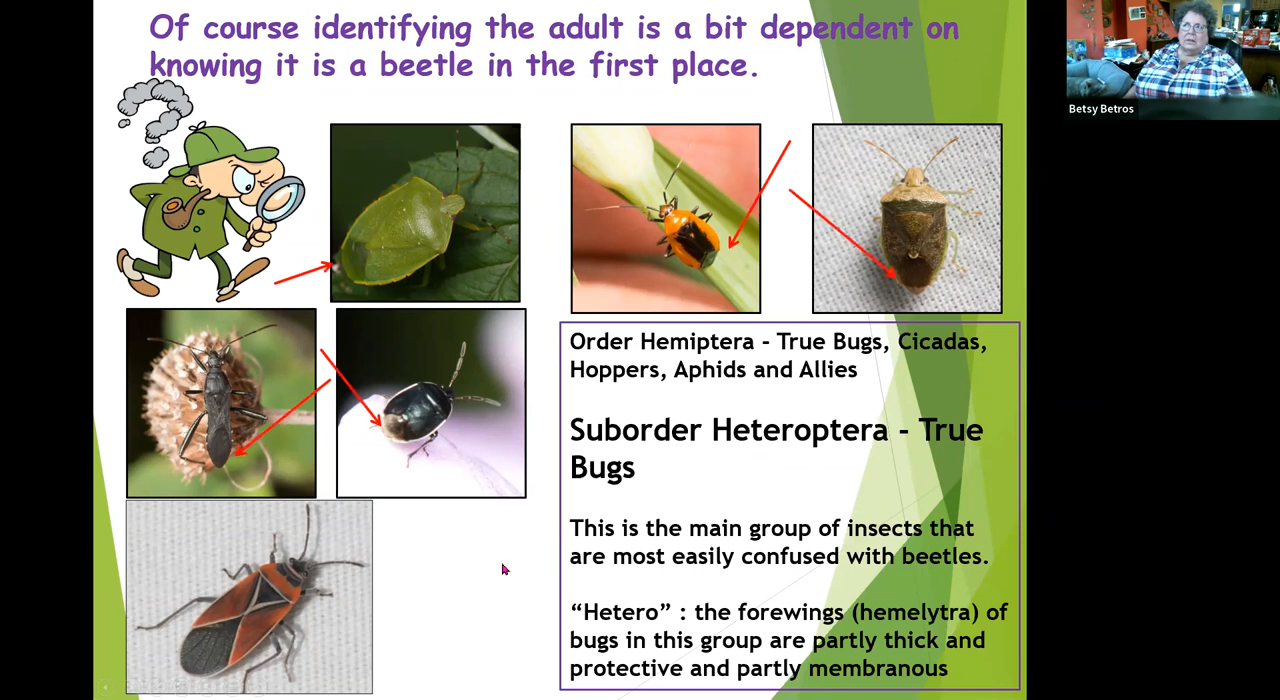 Of course identifying the adult is a bit dependent on
knowing it is a beetle in the first place.
Betsy Betros
Order Hemiptera - True Bugs, Cicadas,
Hoppers, Aphids and Allies
Suborder Heteroptera - True
Bugs
This is the main group of insects that
are most easily confused with beetles.
“Hetero” : the forewings (hemelytra) of
bugs in this group are partly thick and
protective and partly membranous